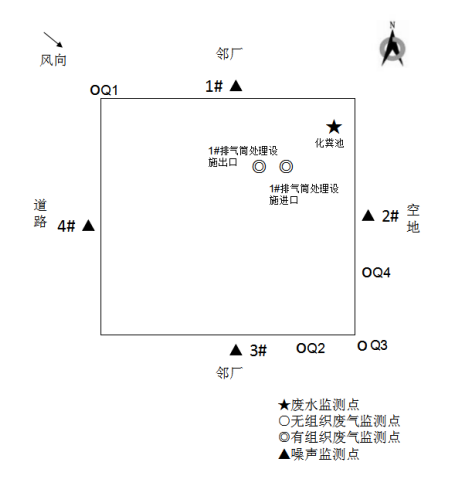 N
风向
邻厂
OQ1
1#▲
★
化粪池
1#排气筒处理设
施出口
◎ ◎
1#排气筒处理设
施进口
道路
4#▲
▲2#
空地
OQ4
▲3#
OQ2
OQ3
邻厂
★废水监测点
○无组织废气监测点
◎有组织废气监测点
▲噪声监测点